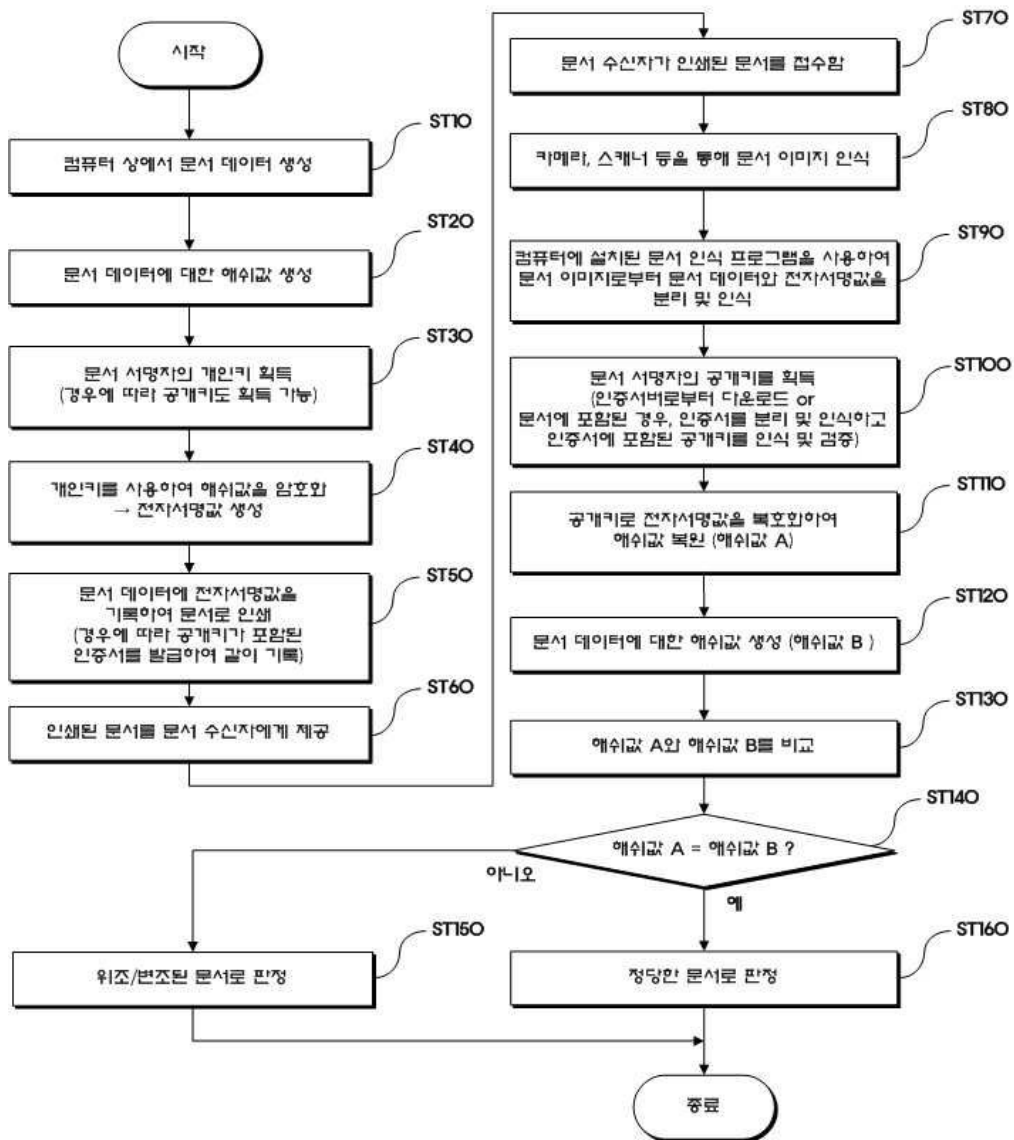 시작
ST10
컴퓨터 상에서 문서 데이터 생성
ST20
문서 데이터에 대한 해쉬값 생성
ST30
문서 서명자의 개인키 획득
(경우에 따라 공개키도 획득 가능)
ST40
개인키를 사용하여 해쉬값을 암호화
→ 전자서명값 생성
ST50
문서 데이터에 전자서명값을
기록하여 문서로 인쇄
(경우에 따라 공개키가 포함된
인증서를 발급하여 같이 기록)
ST60
인쇄된 문서를 문서 수신자에게 제공
ST70
문서 수신자가 인쇄된 문서를 접수함
ST80
카메라, 스캐너 등을 통해 문서 이미지 인식
ST90
컴퓨터에 설치된 문서 인식 프로그램을 사용하여
문서 이미지로부터 문서 데이터와 전자서명값을
분리 및 인식
ST100
문서 서명자의 공개키를 획득
(인증서버로부터 다운로드 or
문서에 포함된 경우, 인증서를 분리 및 인식하고
인증서에 포함된 공개키를 인식 및 검증)
ST110
공개키로 전자서명값을 복호화하여
해쉬값 복원 (해쉬값 A)
ST120
문서 데이터에 대한 해쉬값 생성 (해쉬값 B )
ST130
해쉬값 A와 해쉬값 B를 비교
ST140
해쉬값 A = 해쉬값 B ?
아니오
예
ST150
위조/변조된 문서로 판정
ST160
정당한 문서로 판정
종료